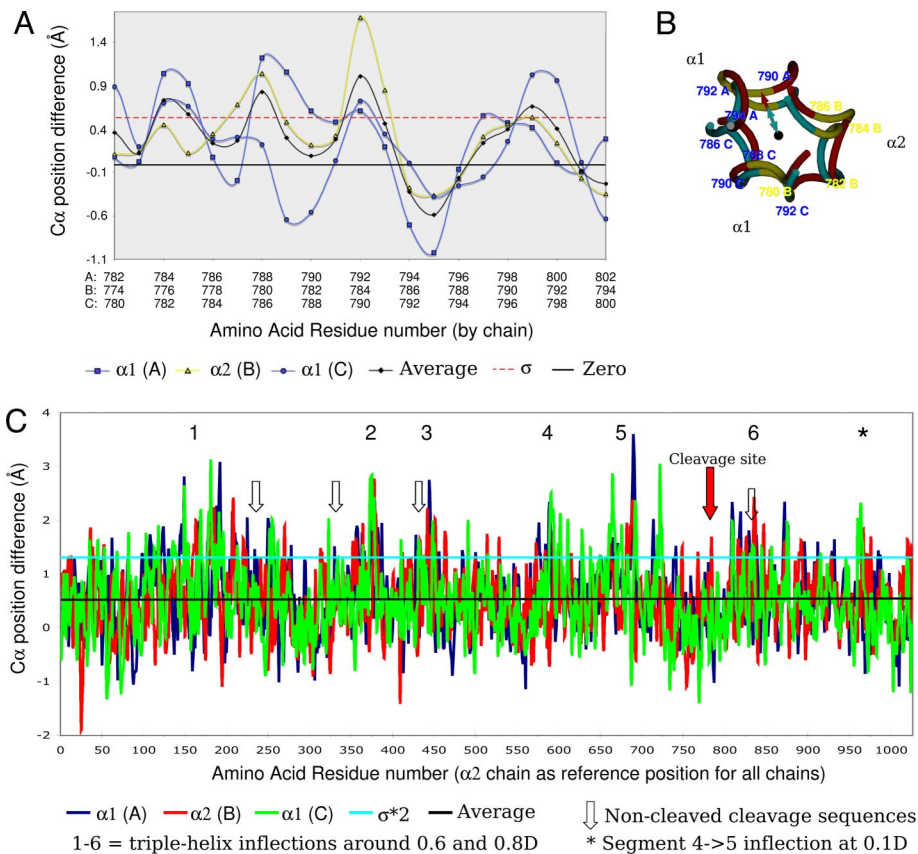 A
Cα position difference (Å)
1.4
0.9
0.4
-0.1
-0.6
-1.1
A: 782 784 786 788 790 792 794 796 798 800 802
B: 774 776 778 780 782 784 786 788 790 792 794
C: 780 782 784 786 788 790 792 794 796 798 800
Amino Acid Residue number (by chain)
α1 (A) α2 (B) α1 (C) Average σ Zero
B
α1
790 A
792 A
794 A
786 B
784 B
α2
786 C
788 C
790 C
780 B
782 B
792 C
α1
C
Cα position difference (Å)
4
3
2
1
0
-1
-2
1 2 3 4 5 6 *
Cleavage site
0 50 100 150 200 250 300 350 400 450 500 550 600 650 700 750 800 850 900 950 1000
Amino Acid Residue number (α2 chain as reference position for all chains)
α1 (A) α2 (B) α1 (C) σ*2 Average
Non-cleaved cleavage sequences
1-6 = triple-helix inflections around 0.6 and 0.8D
* Segment 4->5 inflection at 0.1D